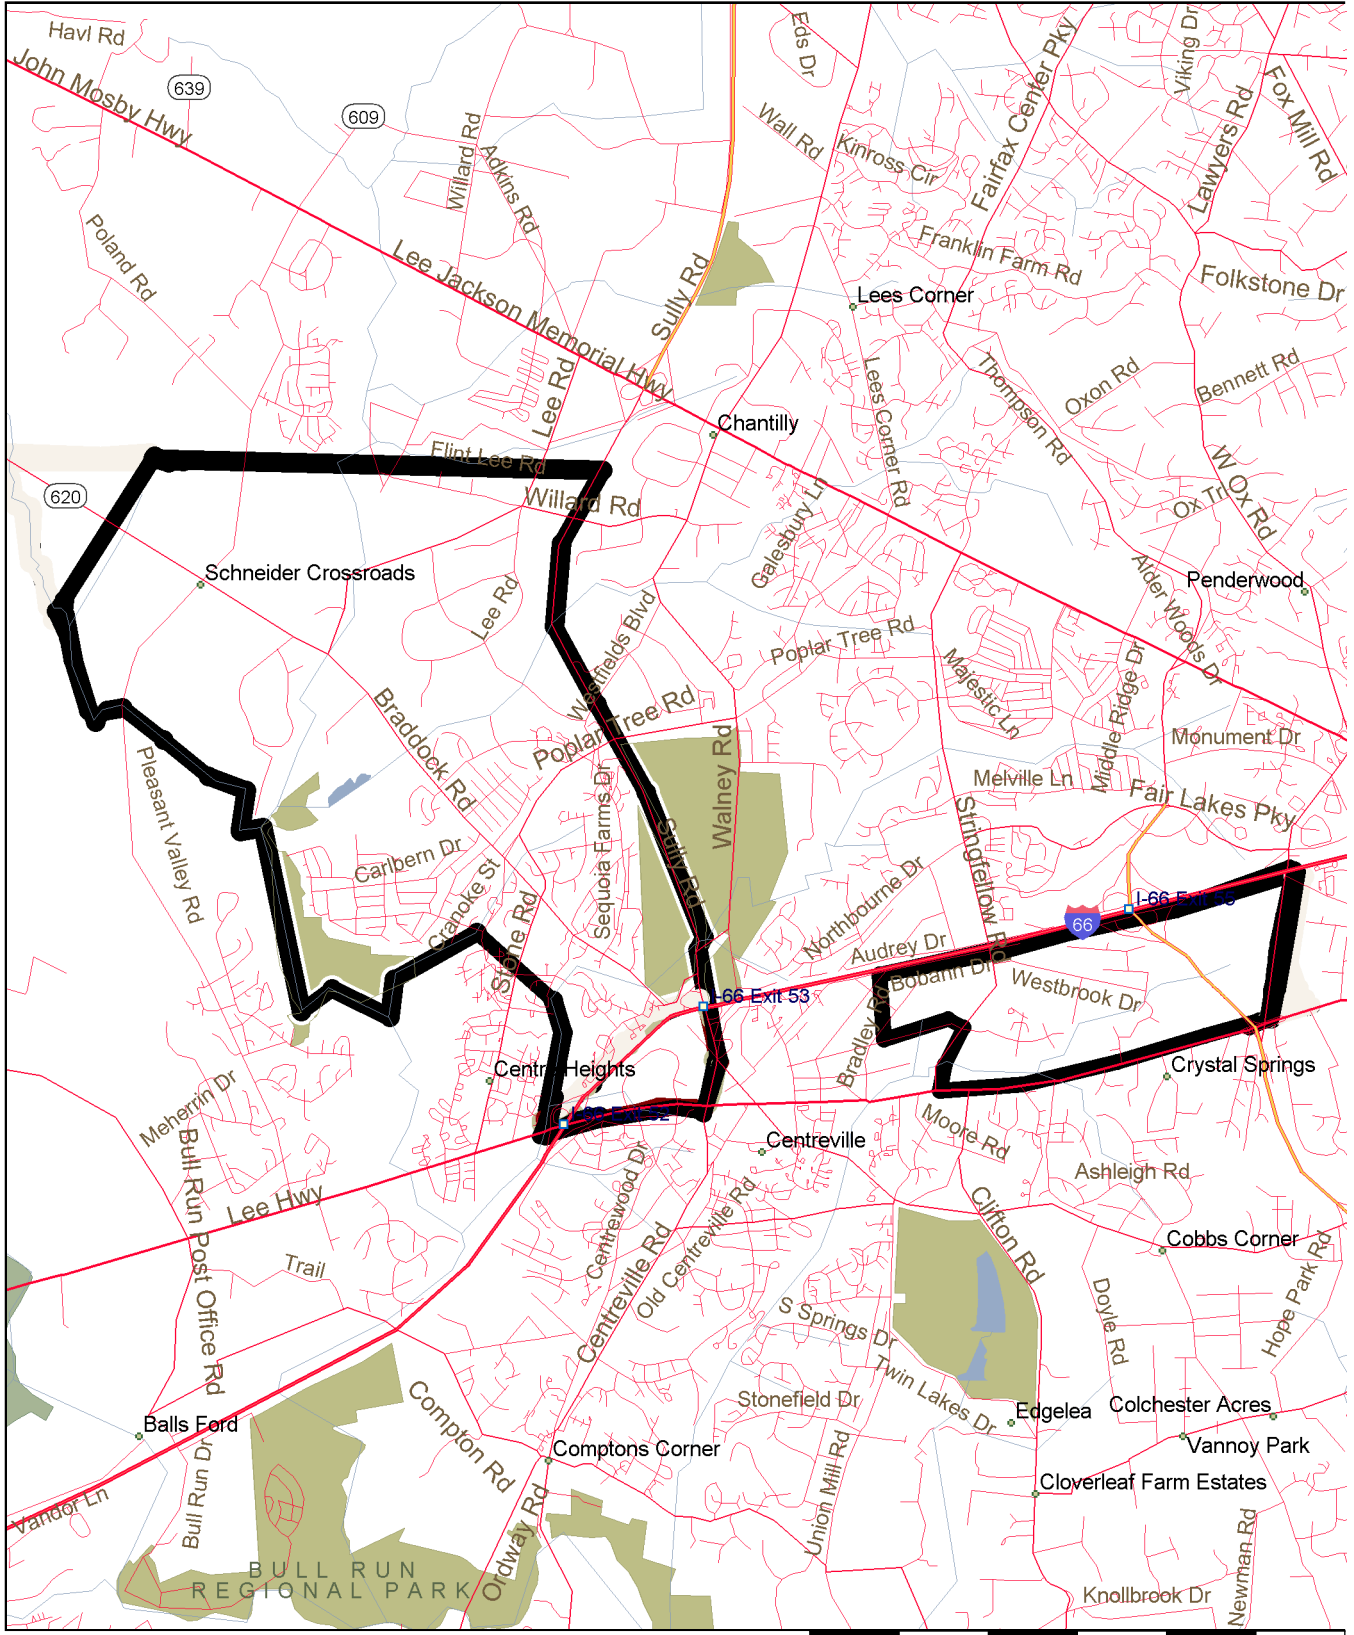 Havl Rd
John Mosby Hwy
639
609
Eds Dr
Viking Dr
Fairfax Center Pky
Fox Mill Rd
Lawyers Rd
Wall Rd
Kinross Cir
Willard Rd
Adkins Rd
Poland Rd
Lee Jackson Memorial Hwy
Sully Rd
Franklin Farm Rd
Folkstone Dr
Lees Corner
Lee Rd
Lees Corner Rd
Thompson Rd
Oxon Rd
Bennett Rd
Chantilly
Flint Lee Rd
Willard Rd
620
Galesbury Ln
W Ox Rd
Ox Trl
Schneider Crossroads
Lee Rd
Westfields Blvd
Poplar Tree Rd
Alder Woods Dr
Penderwood
Majestic Ln
Middle Ridge Dr
Braddock Rd
Poplar Tree Rd
Walney Rd
Monument Dr
Melville Ln
Fair Lakes Pky
Pleasant Valley Rd
Sequoia Farms Dr
Sully Rd
Stringfellow Rd
Carlbern Dr
Cranoke St
Stone Rd
Northbourne Dr
Audrey Dr
I-66 Exit 55
66
Bobann Dr
Westbrook Dr
I-66 Exit 53
Bradley Rd
Centre Heights
Crystal Springs
Meherrin Dr
I-66 Exit 52
Moore Rd
Centreville
Ashleigh Rd
Bull Run Post Office Rd
Lee Hwy
Centrewood Dr
Old Centreville Rd
Clifton Rd
Cobbs Corner
Trail
Centreville Rd
Doyle Rd
Hope Park Rd
S Springs Dr
Twin Lakes Dr
Compton Rd
Stonefield Dr
Edgelea
Colchester Acres
Balls Ford
Vannoy Park
Comptons Corner
Bull Run Dr
Union Mill Rd
Cloverleaf Farm Estates
Vandor Ln
Ordway Rd
Newman Rd
BULL RUN
REGIONAL PARK
Knollbrook Dr